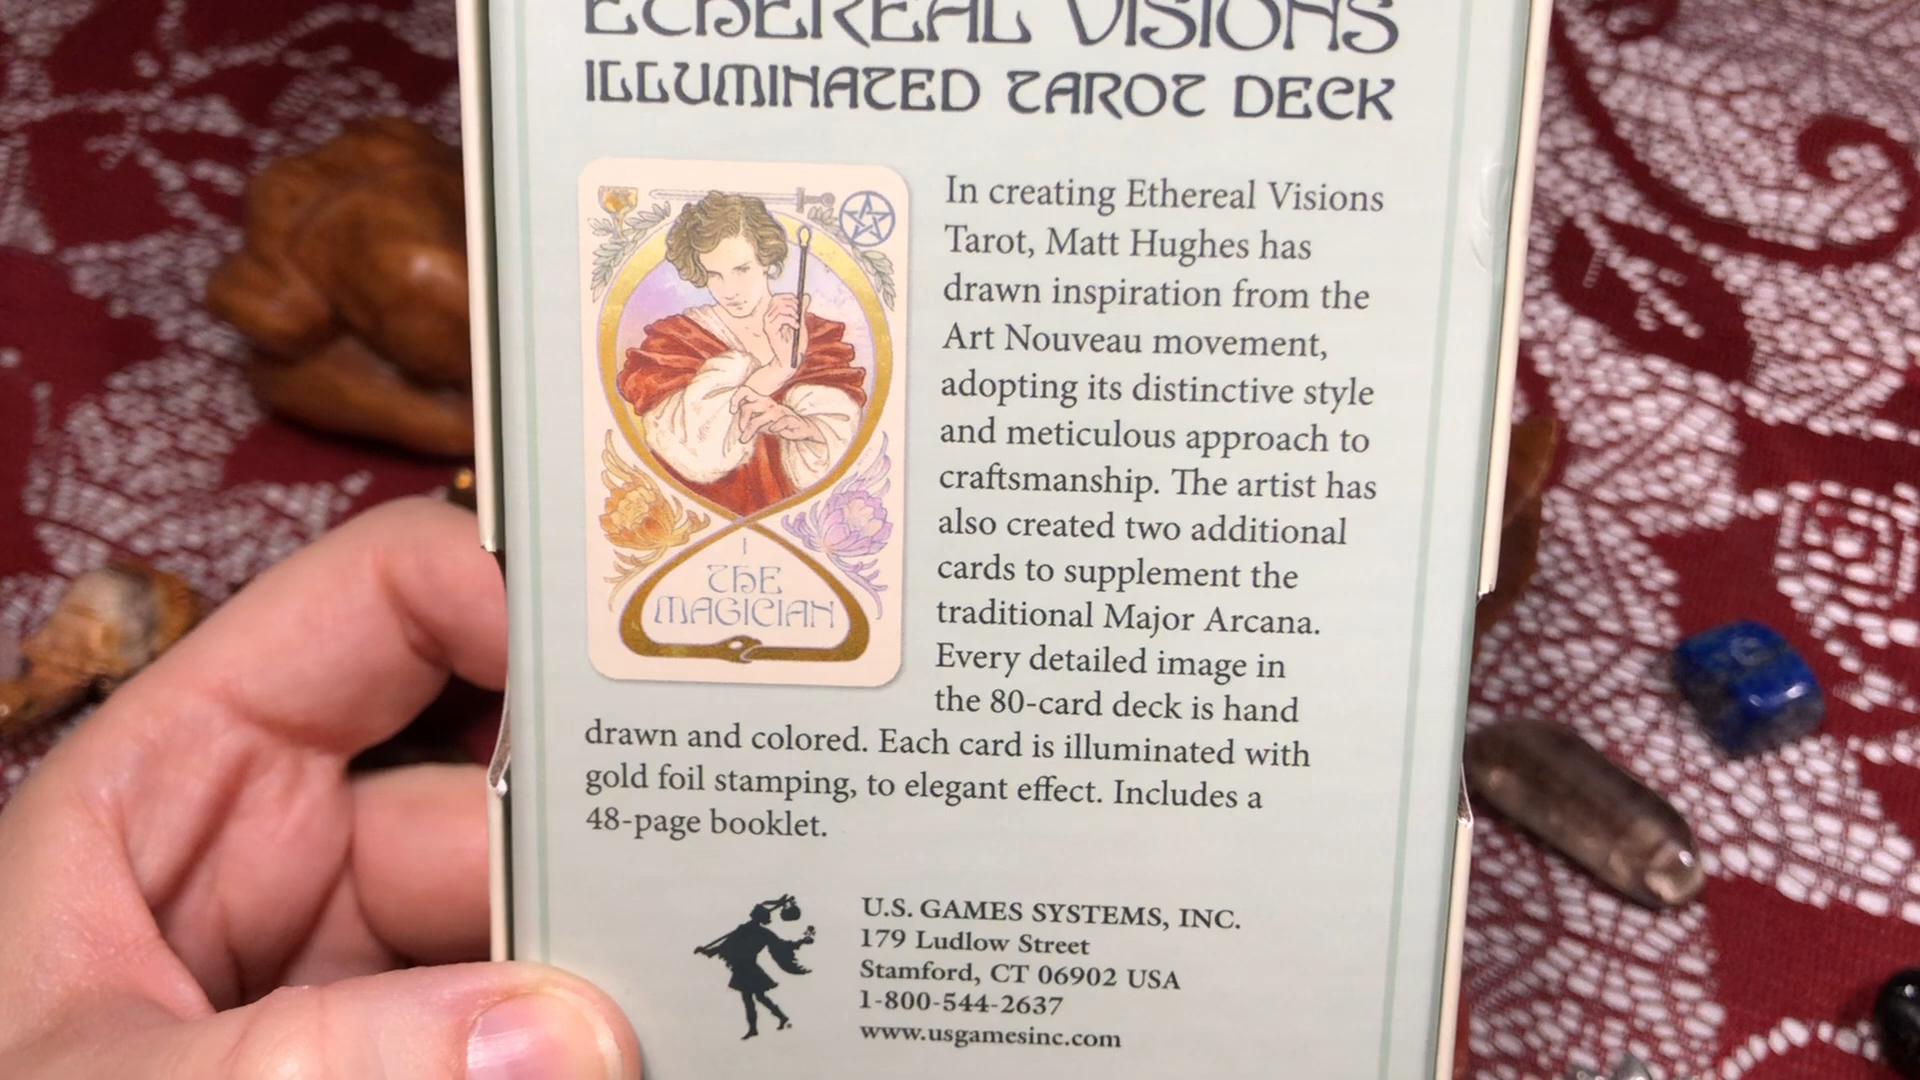 ETHEREAL VISIONS
ILLUMINATED TAROT DECK
In creating Ethereal Visions
Tarot, Matt Hughes has
drawn inspiration from the
Art Nouveau movement,
adopting its distinctive style
and meticulous approach to
craftsmanship. The artist has
also created two additional
cards to supplement the
traditional Major Arcana.
Every detailed image in
the 80-card deck is hand
drawn and colored. Each card is illuminated with
gold foil stamping, to elegant effect. Includes a
48-page booklet.
I
THE
MAGICIAN
U.S. GAMES SYSTEMS, INC.
179 Ludlow Street
Stamford, CT 06902 USA
1-800-544-2637
www.usgamesinc.com